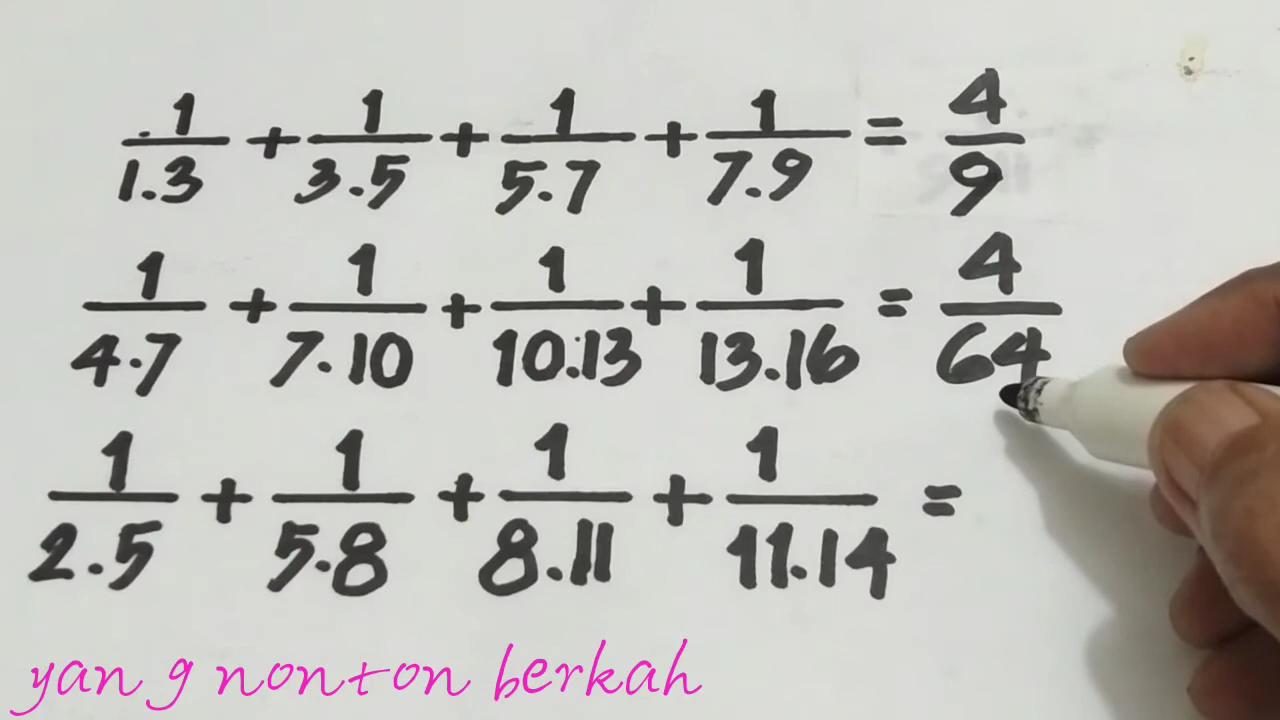 1/1.3 + 1/3.5 + 1/5.7 + 1/7.9 = 4/9
1/4.7 + 1/7.10 + 1/10.13 + 1/13.16 = 4/64
1/2.5 + 1/5.8 + 1/8.11 + 1/11.14 =
yan g nonton berkah